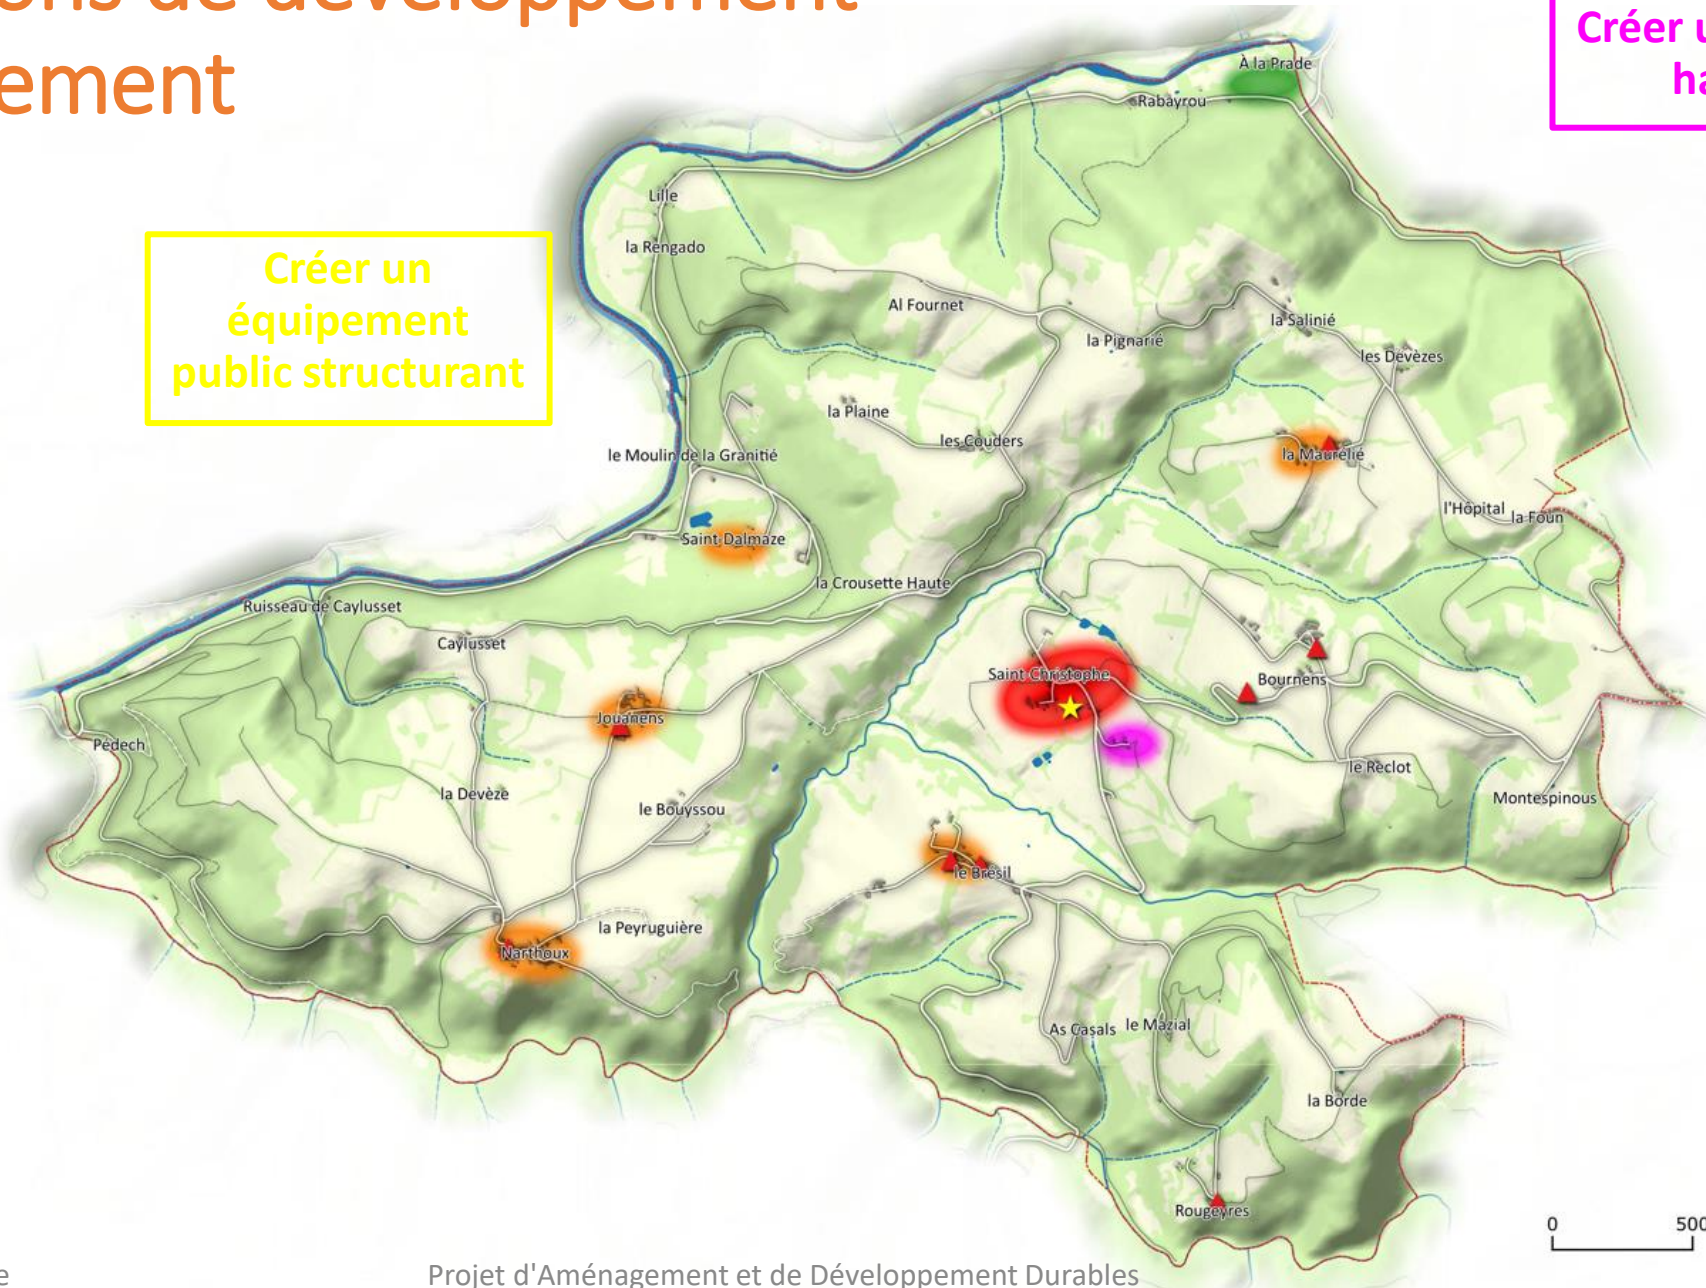 ons de développement
ement
Créer u
ha
Créer un
équipement
public structurant
À la Prade
Rabayrou
Lille
la Rengado
Al Fournet
la Salinié
la Pignarié
les Devèzes
la Plaine
les Couders
le Moulin de la Granitié
la Maurélié
l'Hôpital
la Foun
Saint-Dalmaze
la Crousette Haute
Ruisseau de Caylusset
Caylusset
Saint Christophe
Bournens
Jouanens
Pédech
le Reclot
la Devèze
le Bouyssou
Montespinous
le Brésil
la Peyruguière
Narthoux
As Casals
le Mazial
la Borde
Rougeyres
0
500
e
Projet d'Aménagement et de Développement Durables